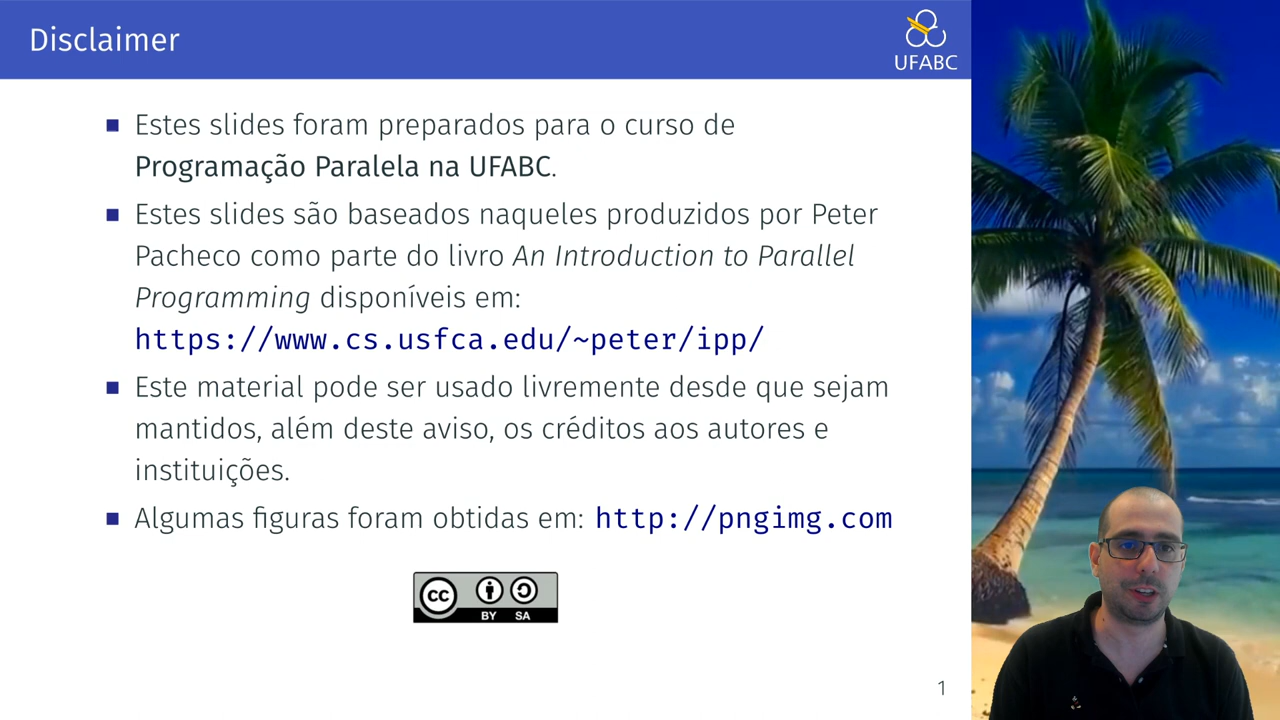 Disclaimer
UFABC
Estes slides foram preparados para o curso de
Programação Paralela na UFABC.
Estes slides são baseados naqueles produzidos por Peter
Pacheco como parte do livro An Introduction to Parallel
Programming disponíveis em:
https://www.cs.usfca.edu/~peter/ipp/
Este material pode ser usado livremente desde que sejam
mantidos, além deste aviso, os créditos aos autores e
instituições.
Algumas figuras foram obtidas em: http://pngimg.com
cc
BY SA
1